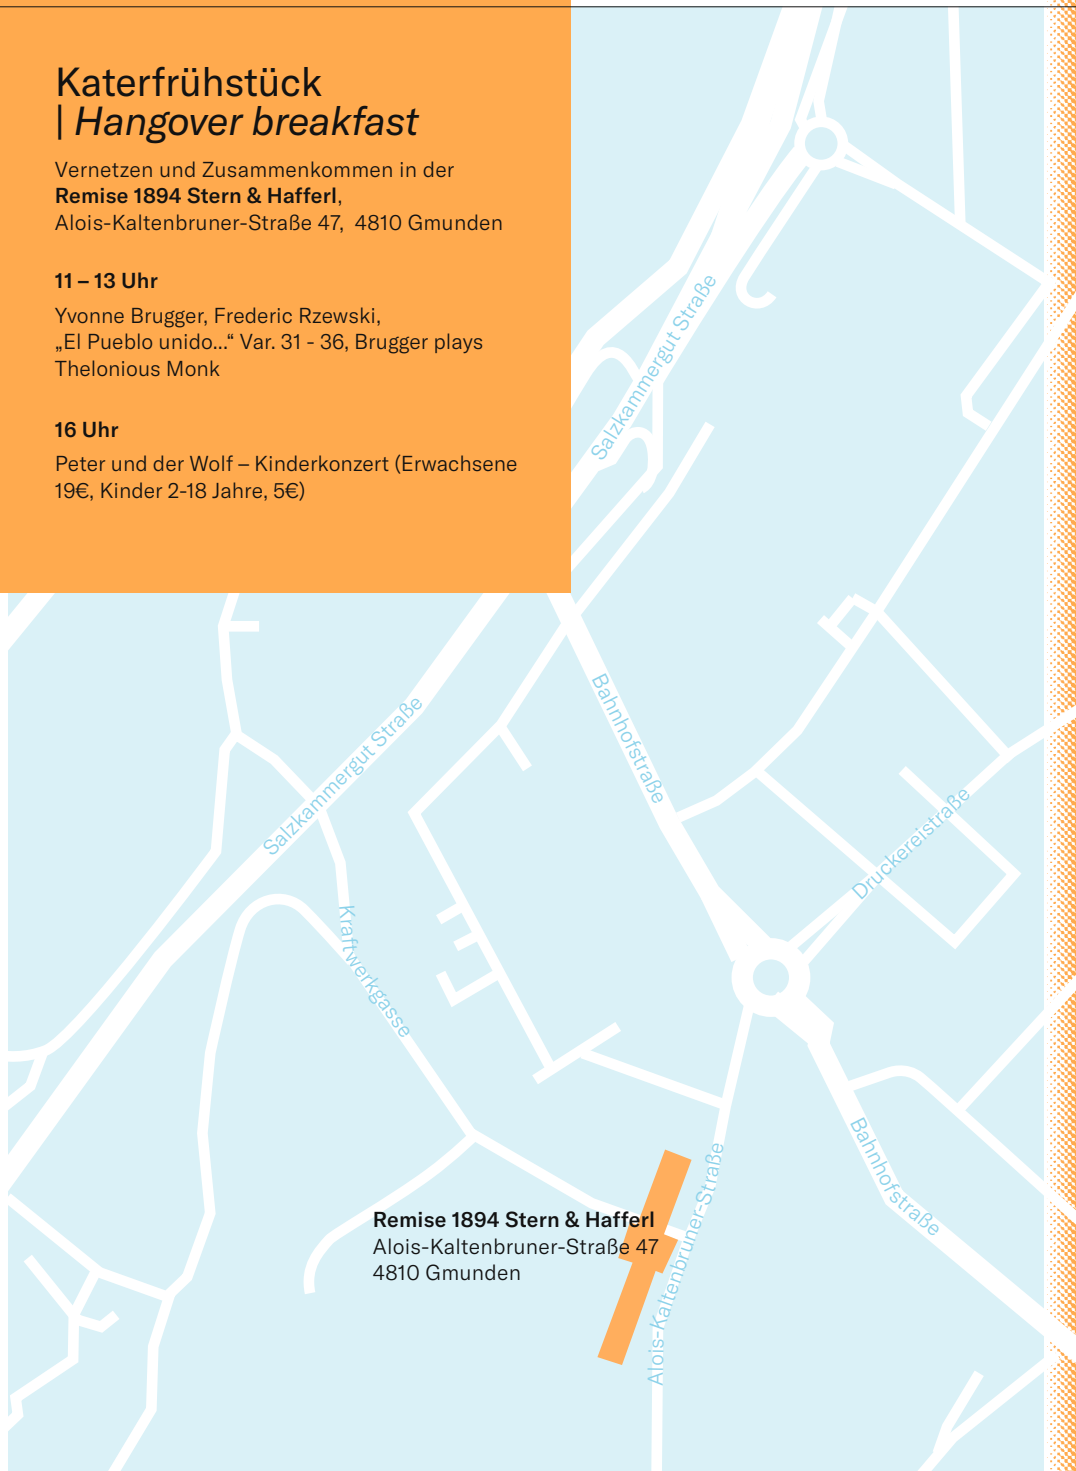 Katerfrühstück
| Hangover breakfast
Vernetzen und Zusammenkommen in der
Remise 1894 Stern & Hafferl,
Alois-Kaltenbruner-Straße 47, 4810 Gmunden
11 – 13 Uhr
Yvonne Brugger, Frederic Rzewski,
„El Pueblo unido...“ Var. 31 - 36, Brugger plays
Thelonious Monk
16 Uhr
Peter und der Wolf – Kinderkonzert (Erwachsene
19€, Kinder 2-18 Jahre, 5€)
Salzkammergut Straße
Bahnhofstraße
Salzkammergut Straße
Druckereistraße
Kraftwerkgasse
Bahnhofstraße
Alois-Kaltenbruner-Straße
Remise 1894 Stern & Hafferl
Alois-Kaltenbruner-Straße 47
4810 Gmunden